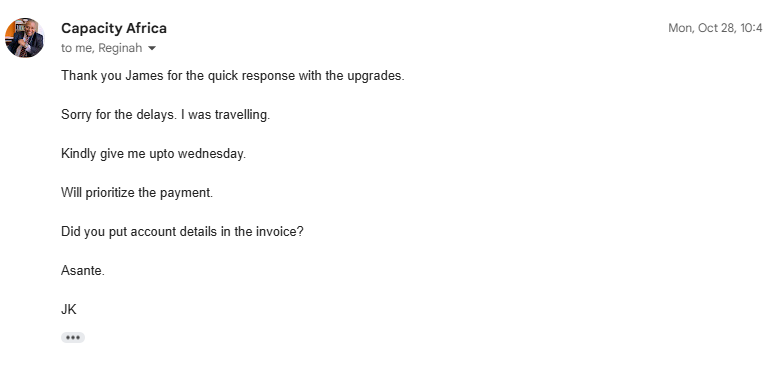 Capacity Africa
Mon, Oct 28, 10:4
to me, Reginah
Thank you James for the quick response with the upgrades.
Sorry for the delays. I was travelling.
Kindly give me upto wednesday.
Will prioritize the payment.
Did you put account details in the invoice?
Asante.
JK